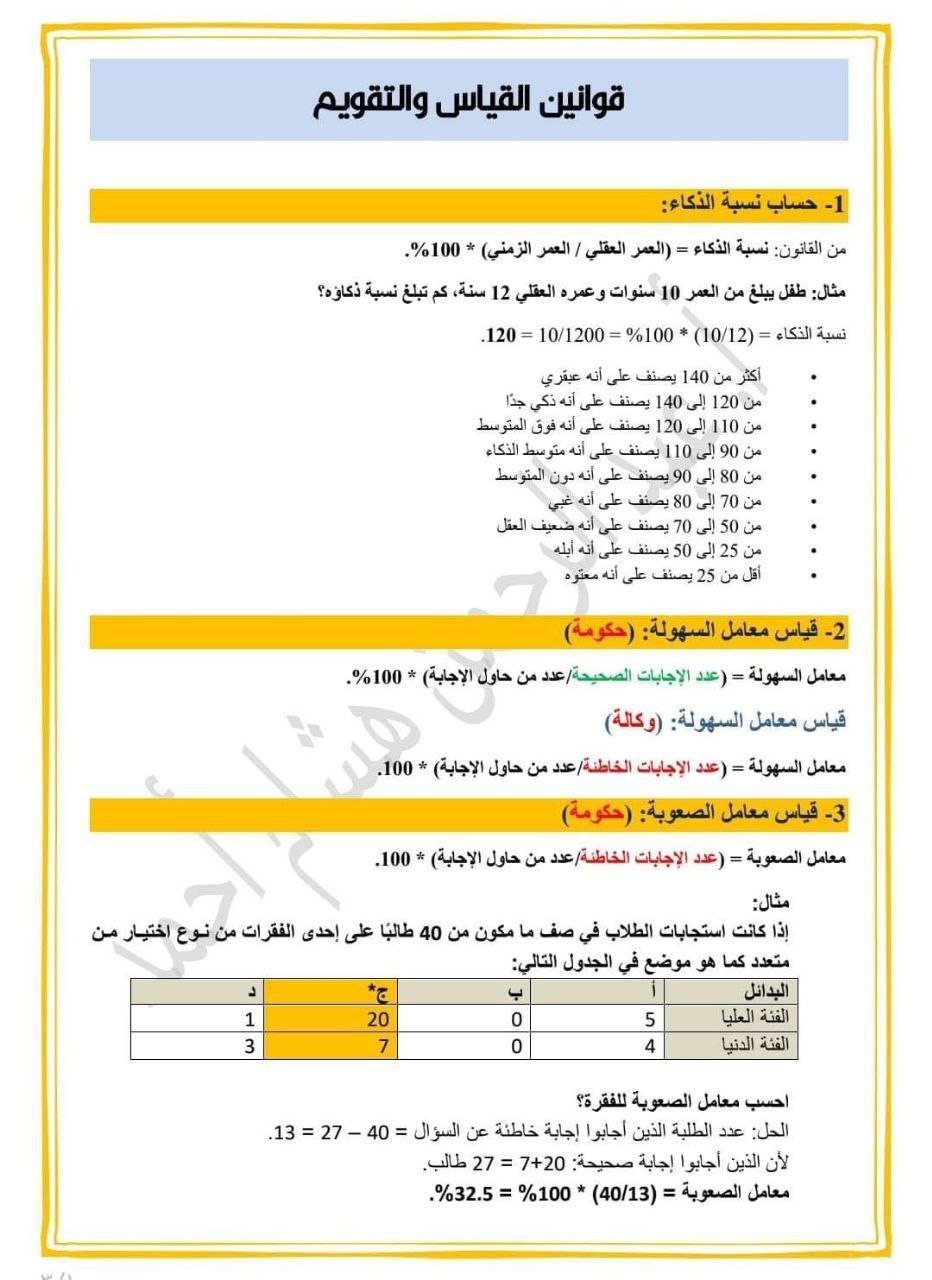 قوانين القياس والتقويم
1- حساب نسبة الذكاء:
من القانون: نسبة الذكاء = (العمر العقلي / العمر الزمني) * 100%.
مثال: طفل يبلغ من العمر 10 سنوات وعمره العقلي 12 سنة، كم تبلغ نسبة ذكاؤه؟
نسبة الذكاء = (10/12) * 100% = 10/1200 = 120.
• أكثر من 140 يصنف على أنه عبقري
• من 120 إلى 140 يصنف على أنه ذكي جدًا
• من 110 إلى 120 يصنف على أنه فوق المتوسط
• من 90 إلى 110 يصنف على أنه متوسط الذكاء
• من 80 إلى 90 يصنف على أنه دون المتوسط
• من 70 إلى 80 يصنف على أنه غبي
• من 50 إلى 70 يصنف على أنه ضعيف العقل
• من 25 إلى 50 يصنف على أنه أبله
• أقل من 25 يصنف على أنه معتوه
2- قياس معامل السهولة: (حكومة)
معامل السهولة = (عدد الإجابات الصحيحة/عدد من حاول الإجابة) * 100%.
قياس معامل السهولة: (وكالة)
معامل السهولة = (عدد الإجابات الخاطئة/عدد من حاول الإجابة) * 100.
3- قياس معامل الصعوبة: (حكومة)
معامل الصعوبة = (عدد الإجابات الخاطئة/عدد من حاول الإجابة) * 100.
مثال:
إذا كانت استجابات الطلاب في صف ما مكون من 40 طالبًا على إحدى الفقرات من نوع اختيار من
متعدد كما هو موضع في الجدول التالي:
البدائل أ ب ج* د
الفئة العليا 5 0 20 1
الفئة الدنيا 4 0 7 3
احسب معامل الصعوبة للفقرة؟
الحل: عدد الطلبة الذين أجابوا إجابة خاطئة عن السؤال = 40 – 27 = 13.
لأن الذين أجابوا إجابة صحيحة: 20+7 = 27 طالب.
معامل الصعوبة = (40/13) * 100% = 32.5%.
أ. عبد الرحمن هشام أحمد